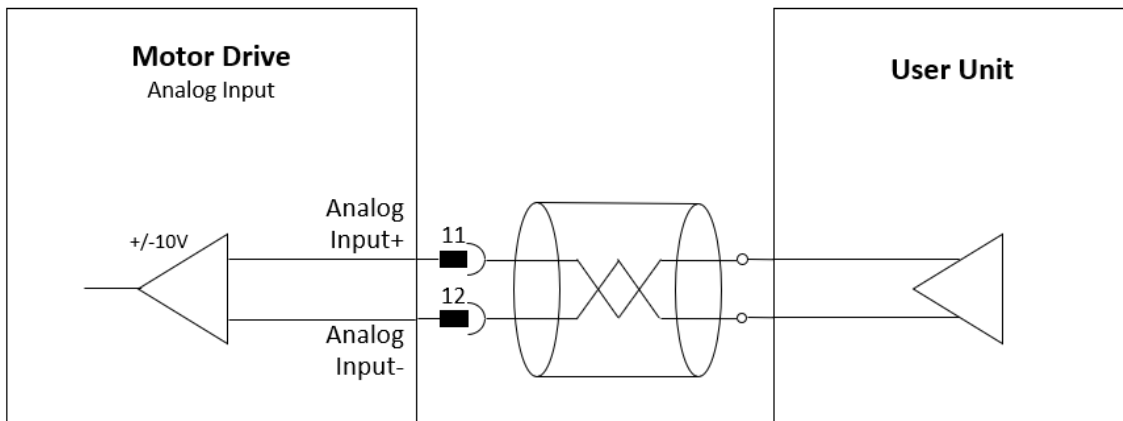 Motor Drive
Analog Input
User Unit
Analog
Input+
+/-10V
11
12
Analog
Input-